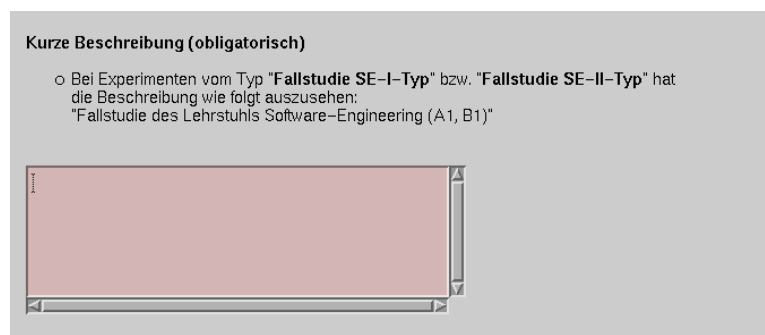 Kurze Beschreibung (obligatorisch)
o Bei Experimenten vom Typ "Fallstudie SE-I-Typ" bzw. "Fallstudie SE-II-Typ" hat
die Beschreibung wie folgt auszusehen:
"Fallstudie des Lehrstuhls Software-Engineering (A1, B1)"